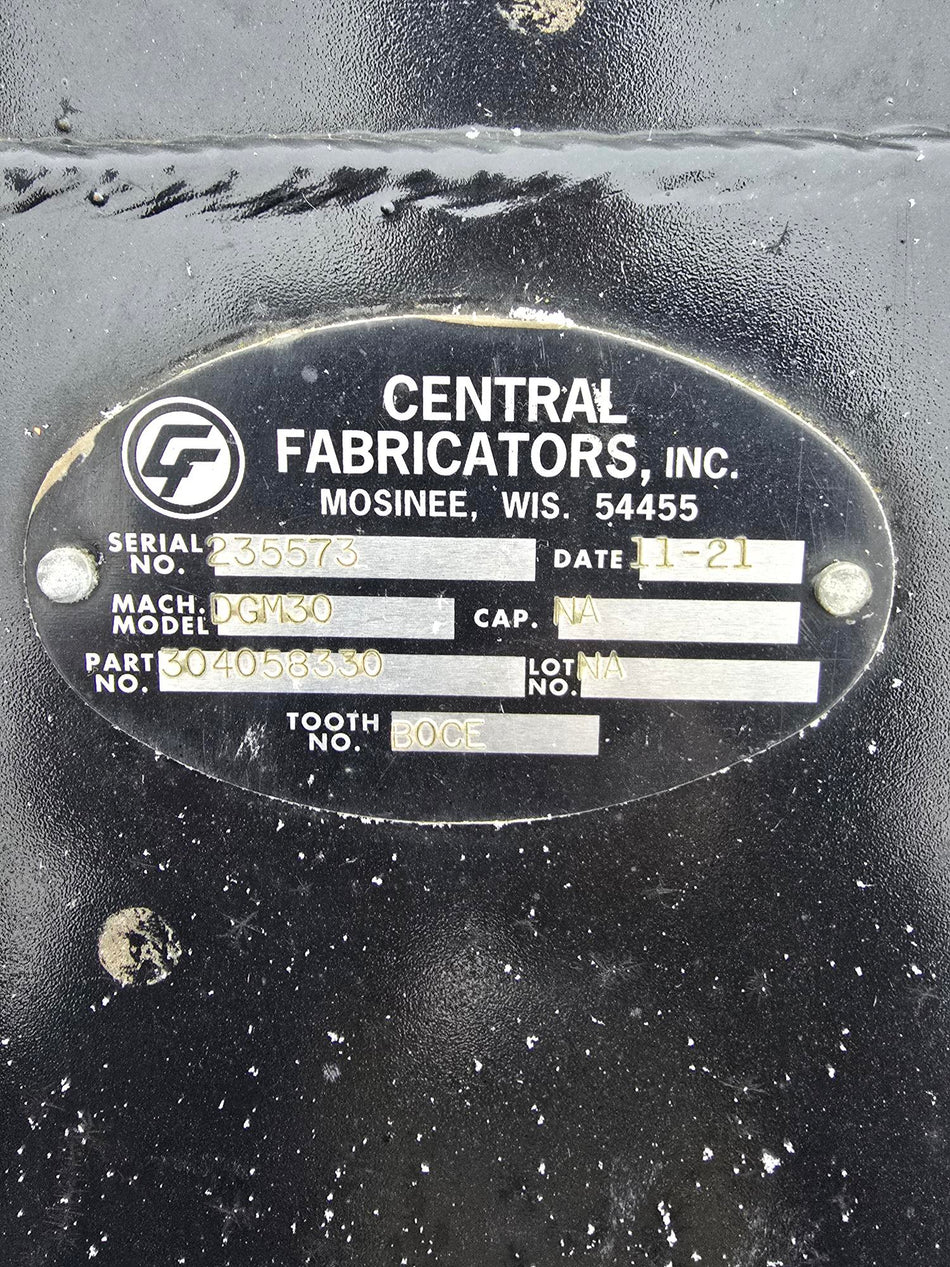 CENTRAL
FABRICATORS, INC.
MOSINEE, WIS. 54455
SERIAL NO. 235573 DATE 11-21
MACH. MODEL DGM30 CAP. NA
PART NO. 304058330 LOT NO. NA
TOOTH NO. BOCE